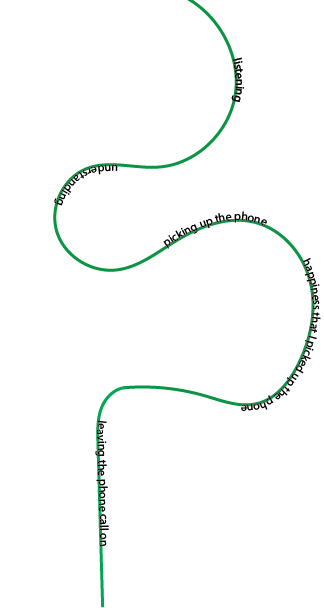 listening
understanding
picking up the phone
happiness that I picked up the phone
leaving the phone call on